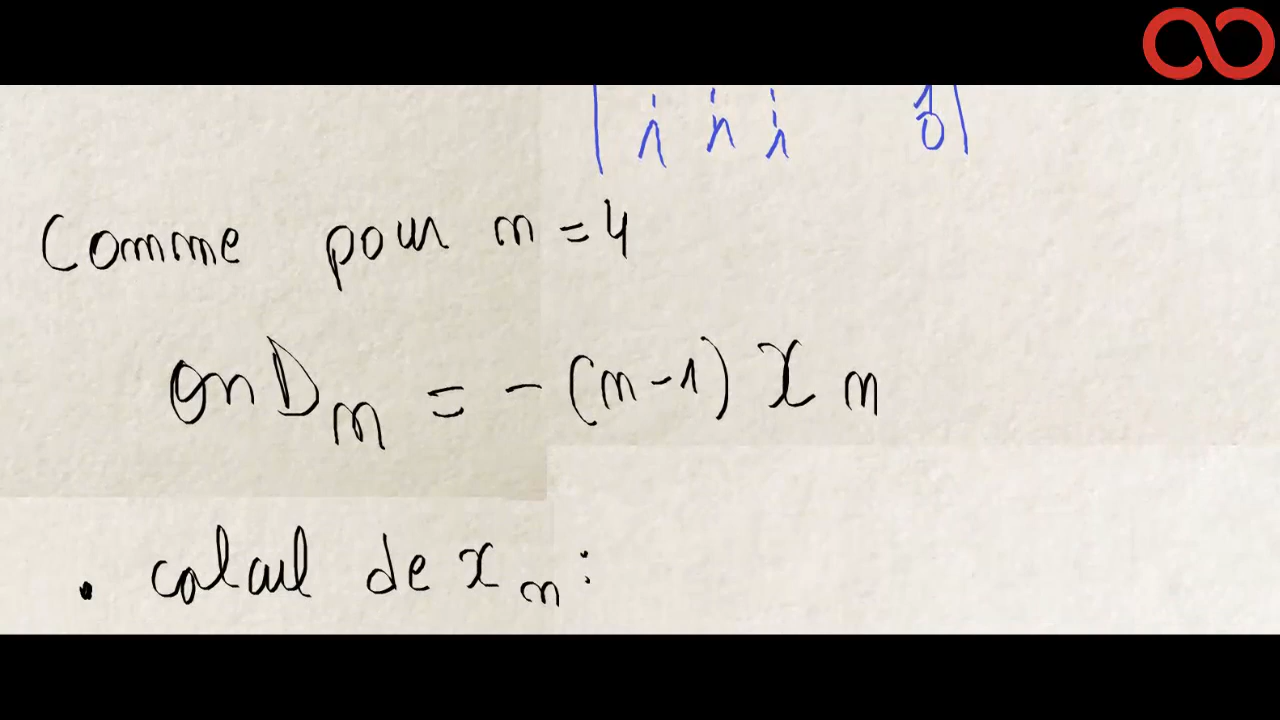 | 1 1 1 0 |
Comme pour n = 4
on D_n = - (n-1) X_n
. calcul de x_n :